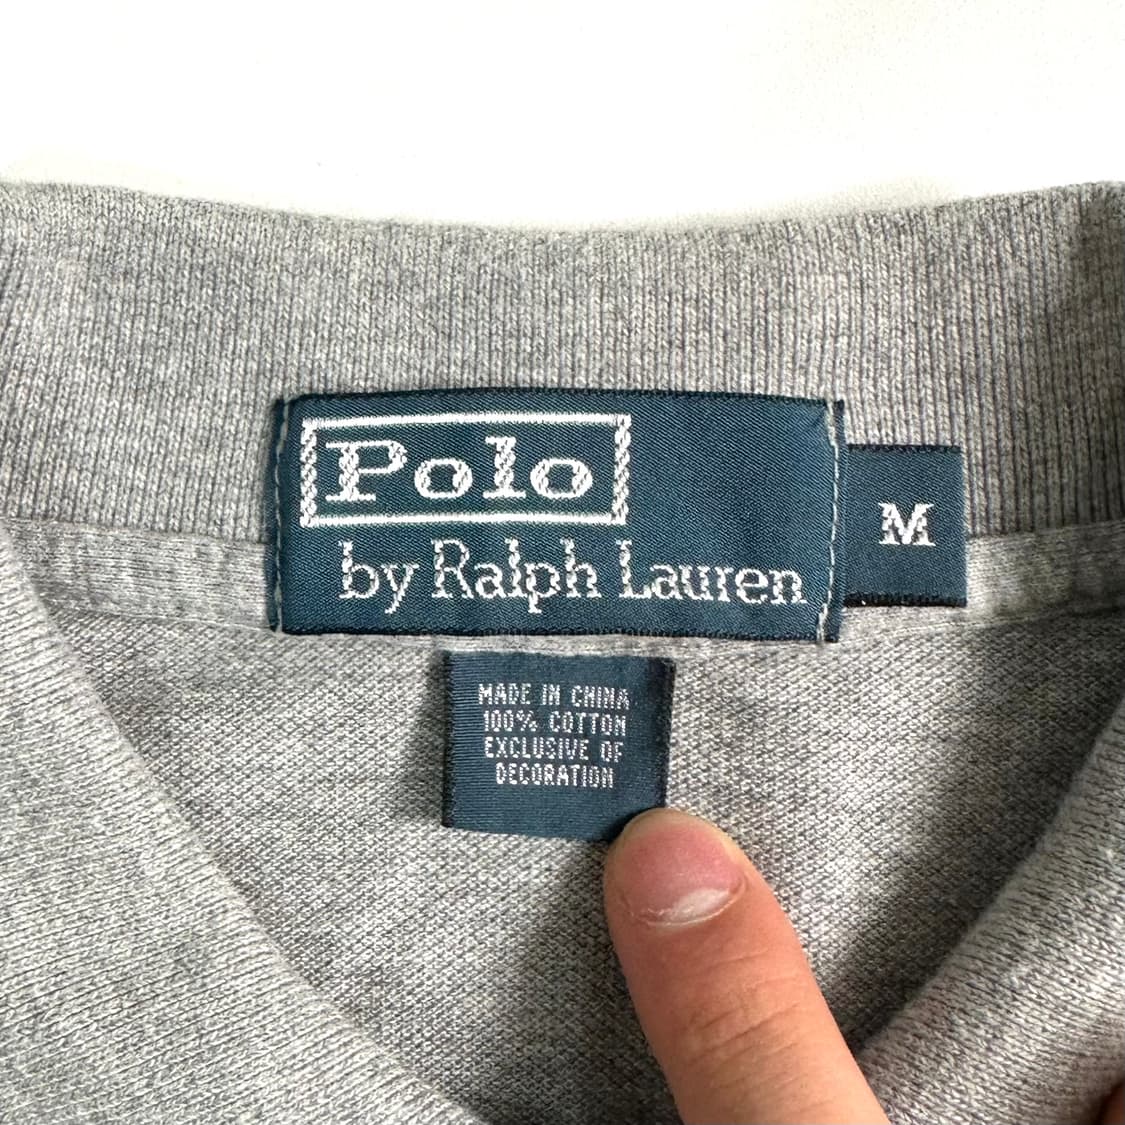 Polo
by Ralph Lauren
M
MADE IN CHINA
100% COTTON
EXCLUSIVE OF
DECORATION